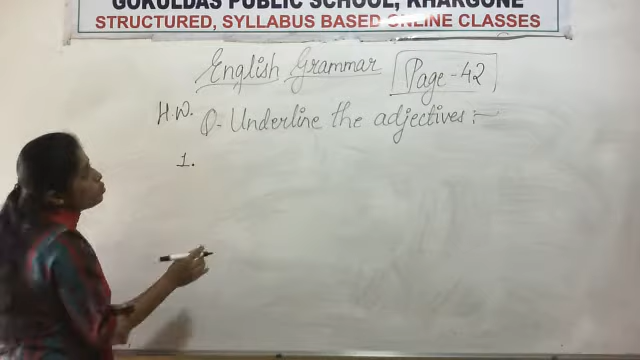 GOKULDAS PUBLIC SCHOOL, KHARGONE
STRUCTURED, SYLLABUS BASED ONLINE CLASSES
English Grammar Page-42
H.W. Q- Underline the adjectives :-
1.